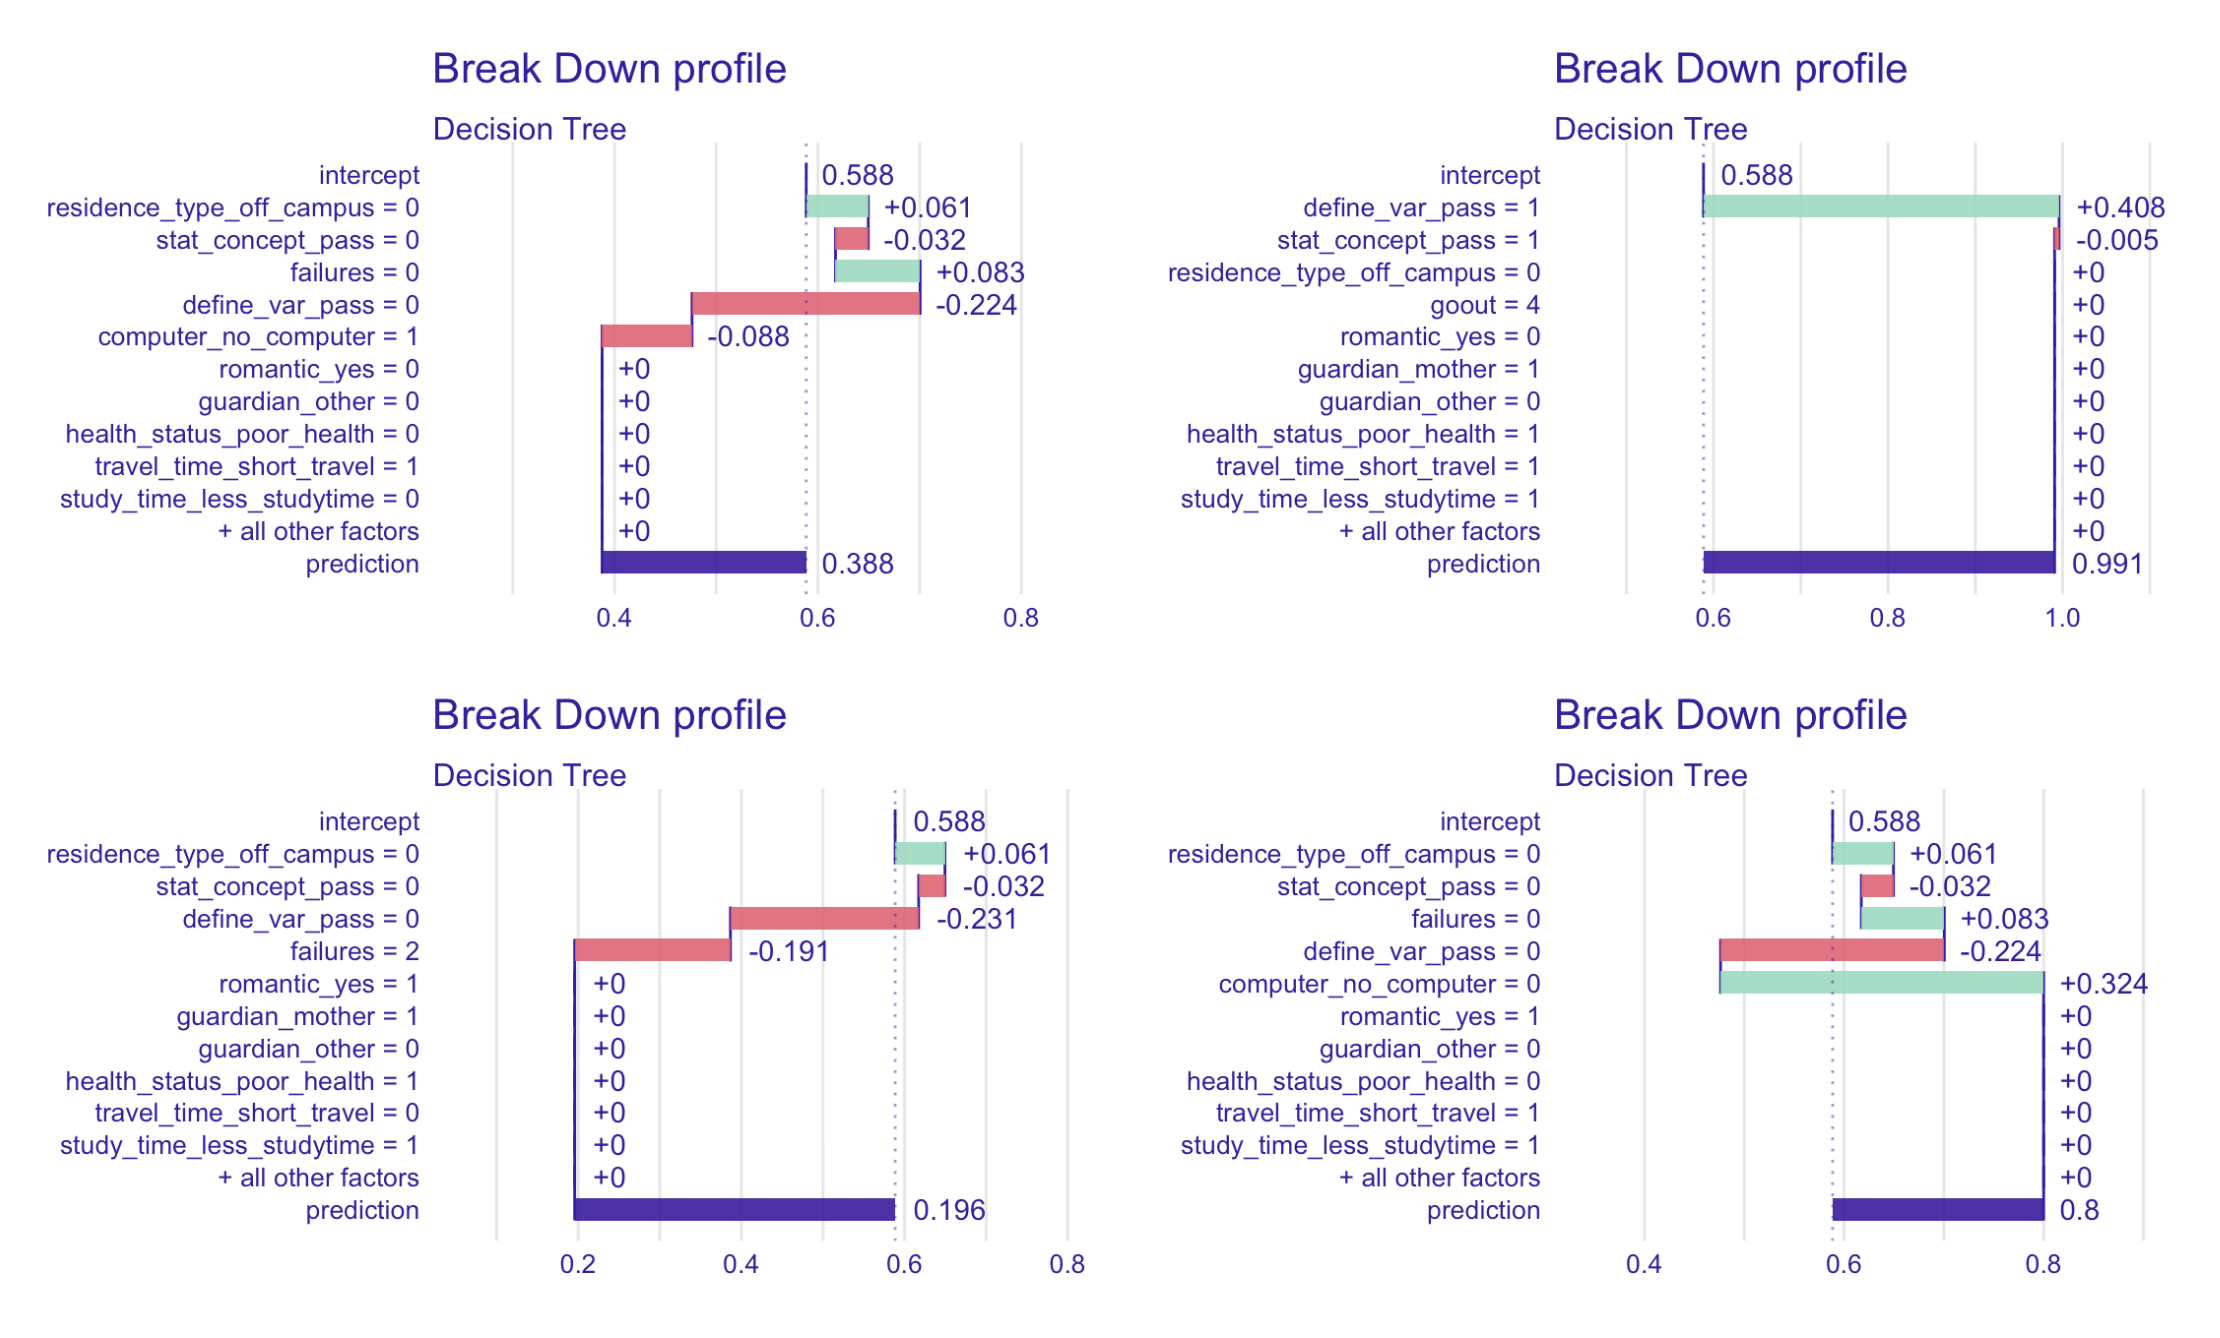 Break Down profile
Decision Tree
intercept 0.588
residence_type_off_campus = 0 +0.061
stat_concept_pass = 0 -0.032
failures = 0 +0.083
define_var_pass = 0 -0.224
computer_no_computer = 1 -0.088
romantic_yes = 0 +0
guardian_other = 0 +0
health_status_poor_health = 0 +0
travel_time_short_travel = 1 +0
study_time_less_studytime = 0 +0
+ all other factors +0
prediction 0.388
0.4 0.6 0.8
Break Down profile
Decision Tree
intercept 0.588
define_var_pass = 1 +0.408
stat_concept_pass = 1 -0.005
residence_type_off_campus = 0 +0
goout = 4 +0
romantic_yes = 0 +0
guardian_mother = 1 +0
guardian_other = 0 +0
health_status_poor_health = 1 +0
travel_time_short_travel = 1 +0
study_time_less_studytime = 1 +0
+ all other factors +0
prediction 0.991
0.6 0.8 1.0
Break Down profile
Decision Tree
intercept 0.588
residence_type_off_campus = 0 +0.061
stat_concept_pass = 0 -0.032
define_var_pass = 0 -0.231
failures = 2 -0.191
romantic_yes = 1 +0
guardian_mother = 1 +0
guardian_other = 0 +0
health_status_poor_health = 1 +0
travel_time_short_travel = 0 +0
study_time_less_studytime = 1 +0
+ all other factors +0
prediction 0.196
0.2 0.4 0.6 0.8
Break Down profile
Decision Tree
intercept 0.588
residence_type_off_campus = 0 +0.061
stat_concept_pass = 0 -0.032
failures = 0 +0.083
define_var_pass = 0 -0.224
computer_no_computer = 0 +0.324
romantic_yes = 1 +0
guardian_other = 0 +0
health_status_poor_health = 0 +0
travel_time_short_travel = 1 +0
study_time_less_studytime = 1 +0
+ all other factors +0
prediction 0.8
0.4 0.6 0.8